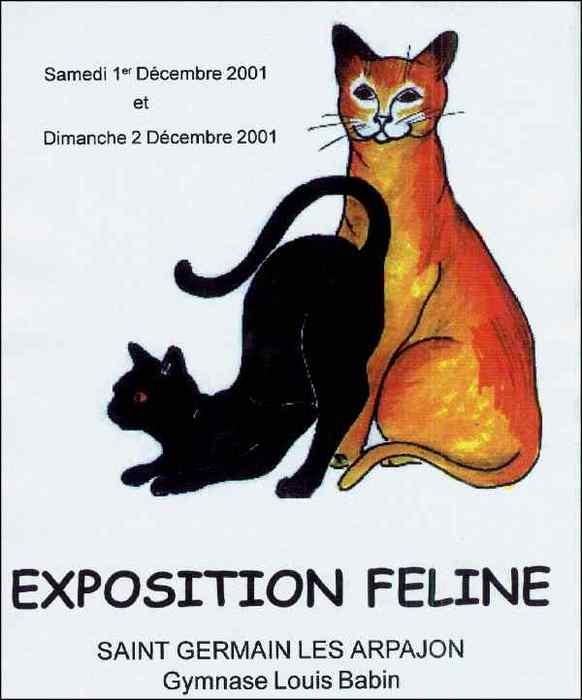 Samedi 1er Décembre 2001
et
Dimanche 2 Décembre 2001
EXPOSITION FELINE
SAINT GERMAIN LES ARPAJON
Gymnase Louis Babin